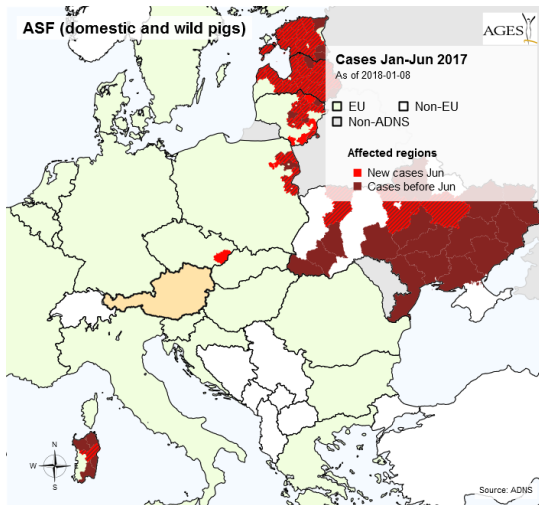 ASF (domestic and wild pigs)
AGES
Cases Jan-Jun 2017
As of 2018-01-08
EU
Non-EU
Non-ADNS
Affected regions
New cases Jun
Cases before Jun
N
W
E
S
Source: ADNS